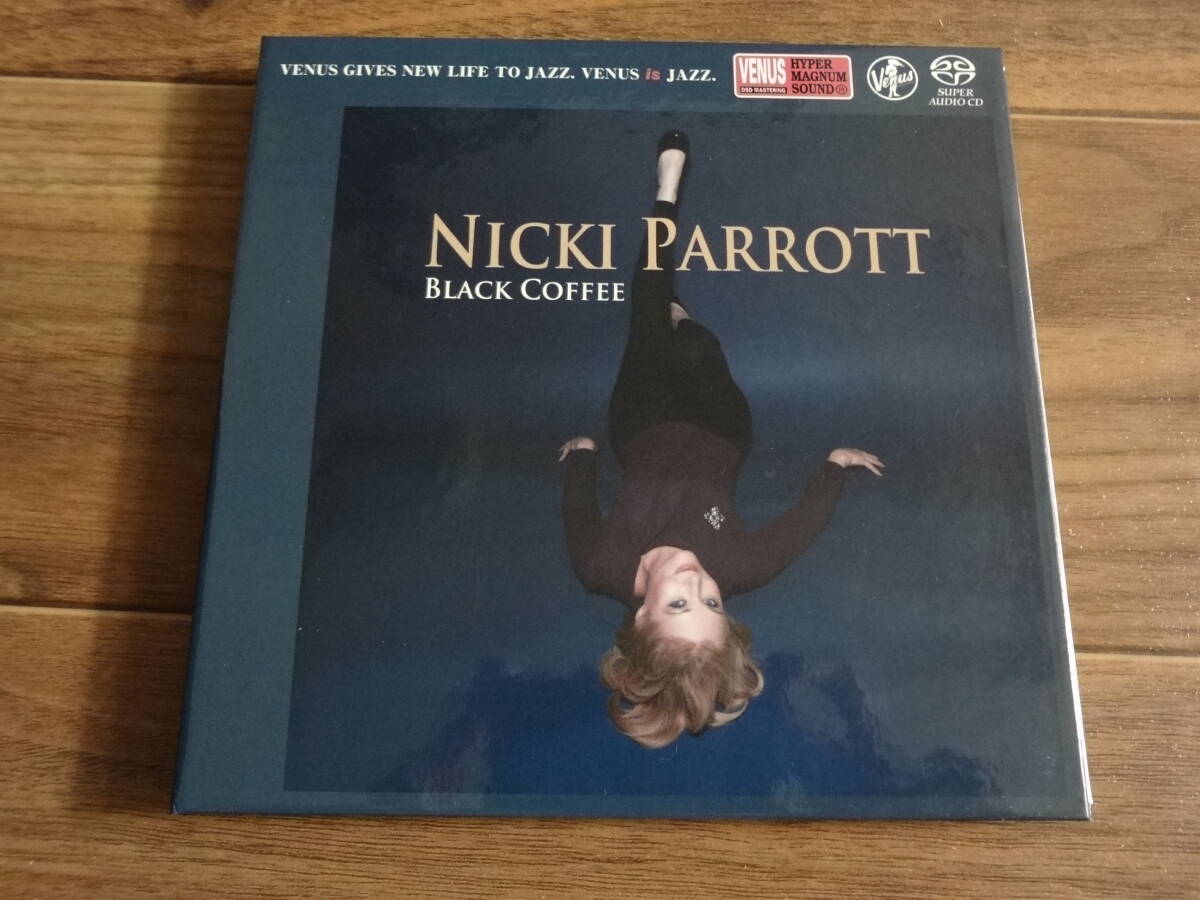 VENUS GIVES NEW LIFE TO JAZZ. VENUS is JAZZ.
VENUS
DSD MASTERING
HYPER
MAGNUM
SOUND®
Venus
SUPER
AUDIO CD
NICKI PARROTT
BLACK COFFEE